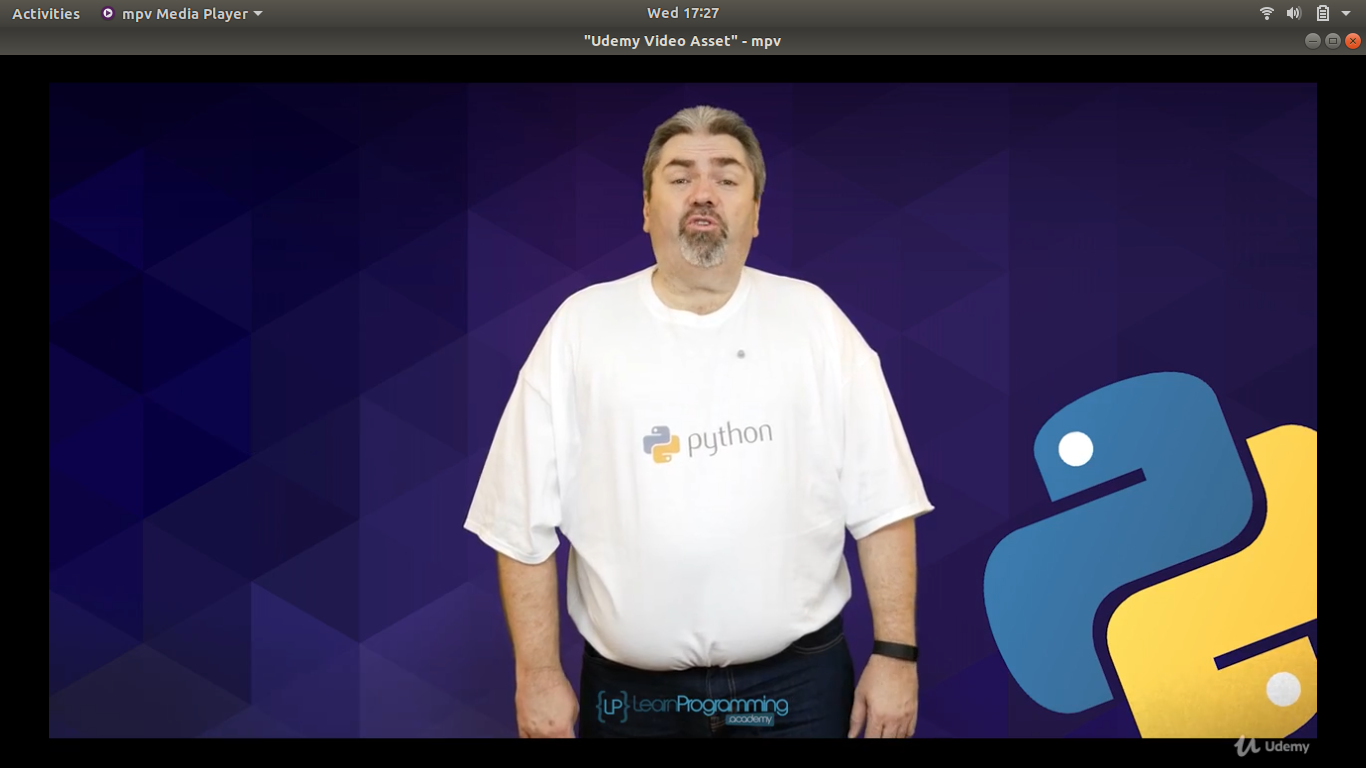 Activities
mpv Media Player
Wed 17:27
"Udemy Video Asset" - mpv
python
{LP} LearnProgramming
academy
Udemy